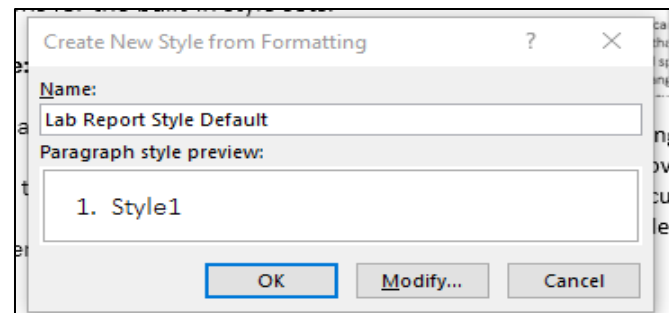 Create New Style from Formatting ? ×
Name:
Lab Report Style Default
Paragraph style preview:
1. Style1
OK Modify... Cancel